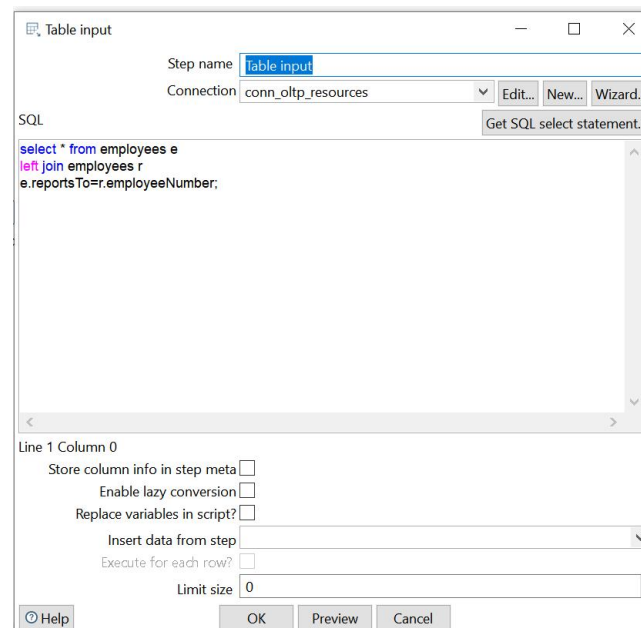 Table input
Step name Table input
Connection conn_oltp_resources Edit... New... Wizard.
SQL Get SQL select statement.
select * from employees e
left join employees r
e.reportsTo=r.employeeNumber;
Line 1 Column 0
Store column info in step meta
Enable lazy conversion
Replace variables in script?
Insert data from step
Execute for each row?
Limit size 0
Help OK Preview Cancel